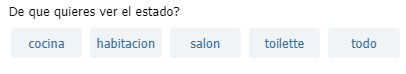 De que quieres ver el estado?
cocina habitacion salon toilette todo